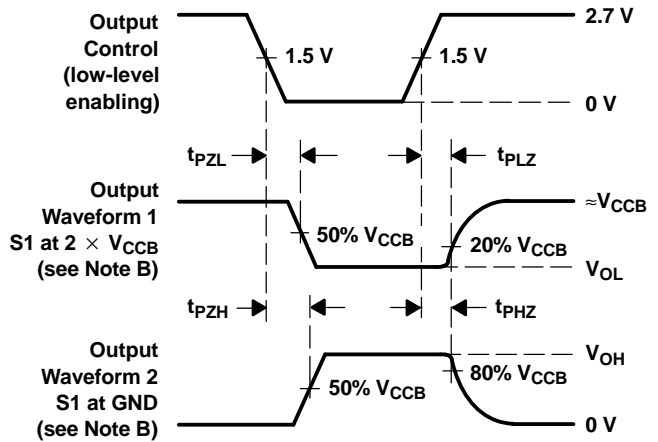 Output
Control
(low-level
enabling)
2.7 V
1.5 V
1.5 V
0 V
tPZL
tPLZ
Output
Waveform 1
S1 at 2 × VCCB
(see Note B)
≈VCCB
50% VCCB
20% VCCB
VOL
tPZH
tPHZ
Output
Waveform 2
S1 at GND
(see Note B)
VOH
50% VCCB
80% VCCB
0 V